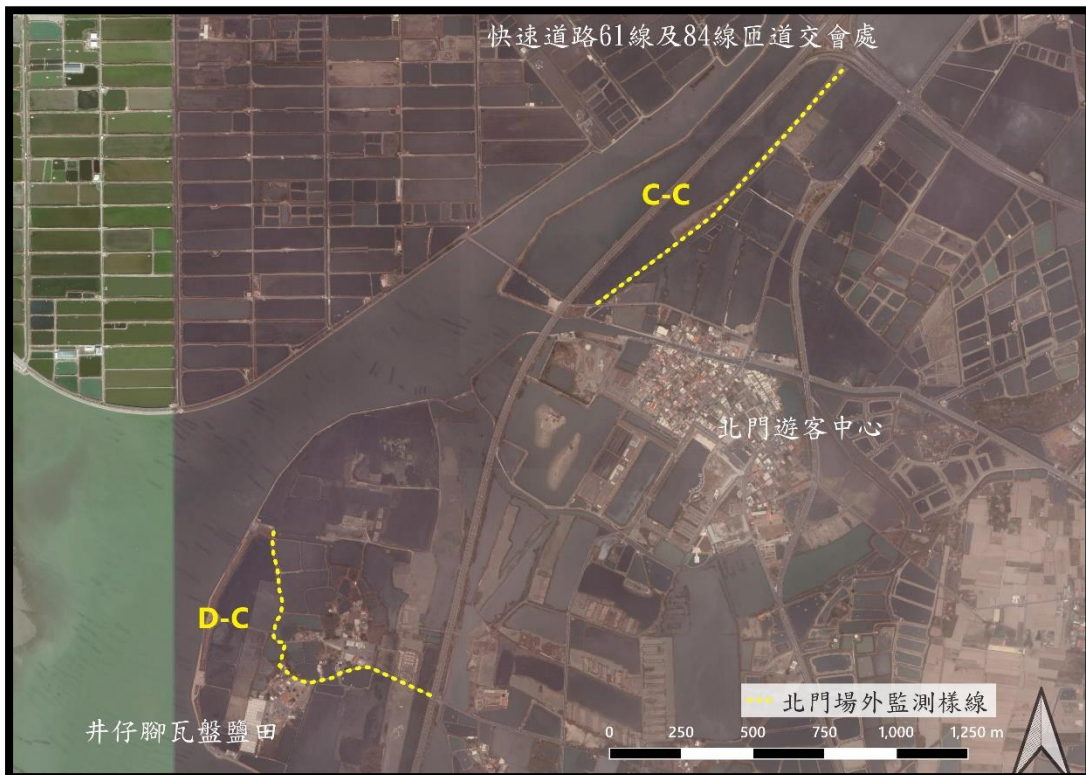 快速道路61線及84線匝道交會處
C-C
北門遊客中心
D-C
北門場外監測樣線
井仔腳瓦盤鹽田
0 250 500 750 1,000 1,250 m